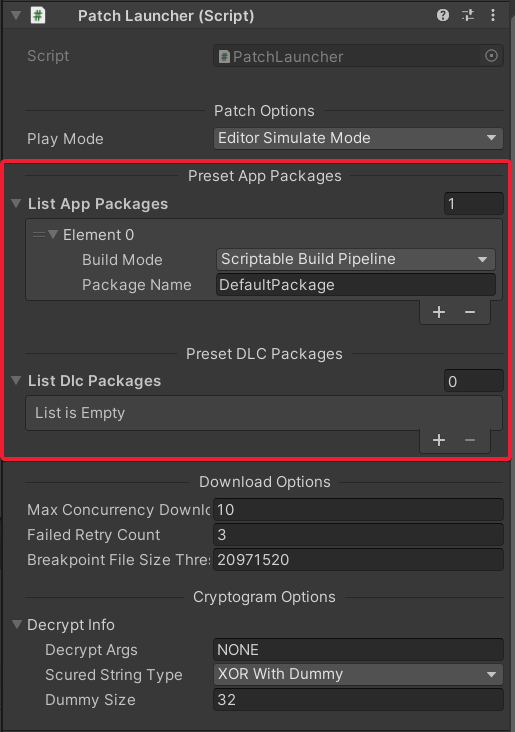 Patch Launcher (Script)
Script PatchLauncher
Patch Options
Play Mode Editor Simulate Mode
Preset App Packages
List App Packages 1
Element 0
Build Mode Scriptable Build Pipeline
Package Name DefaultPackage
+ −
Preset DLC Packages
List Dlc Packages 0
List is Empty
+ −
Download Options
Max Concurrency Downlo 10
Failed Retry Count 3
Breakpoint File Size Thres 20971520
Cryptogram Options
Decrypt Info
Decrypt Args NONE
Scured String Type XOR With Dummy
Dummy Size 32